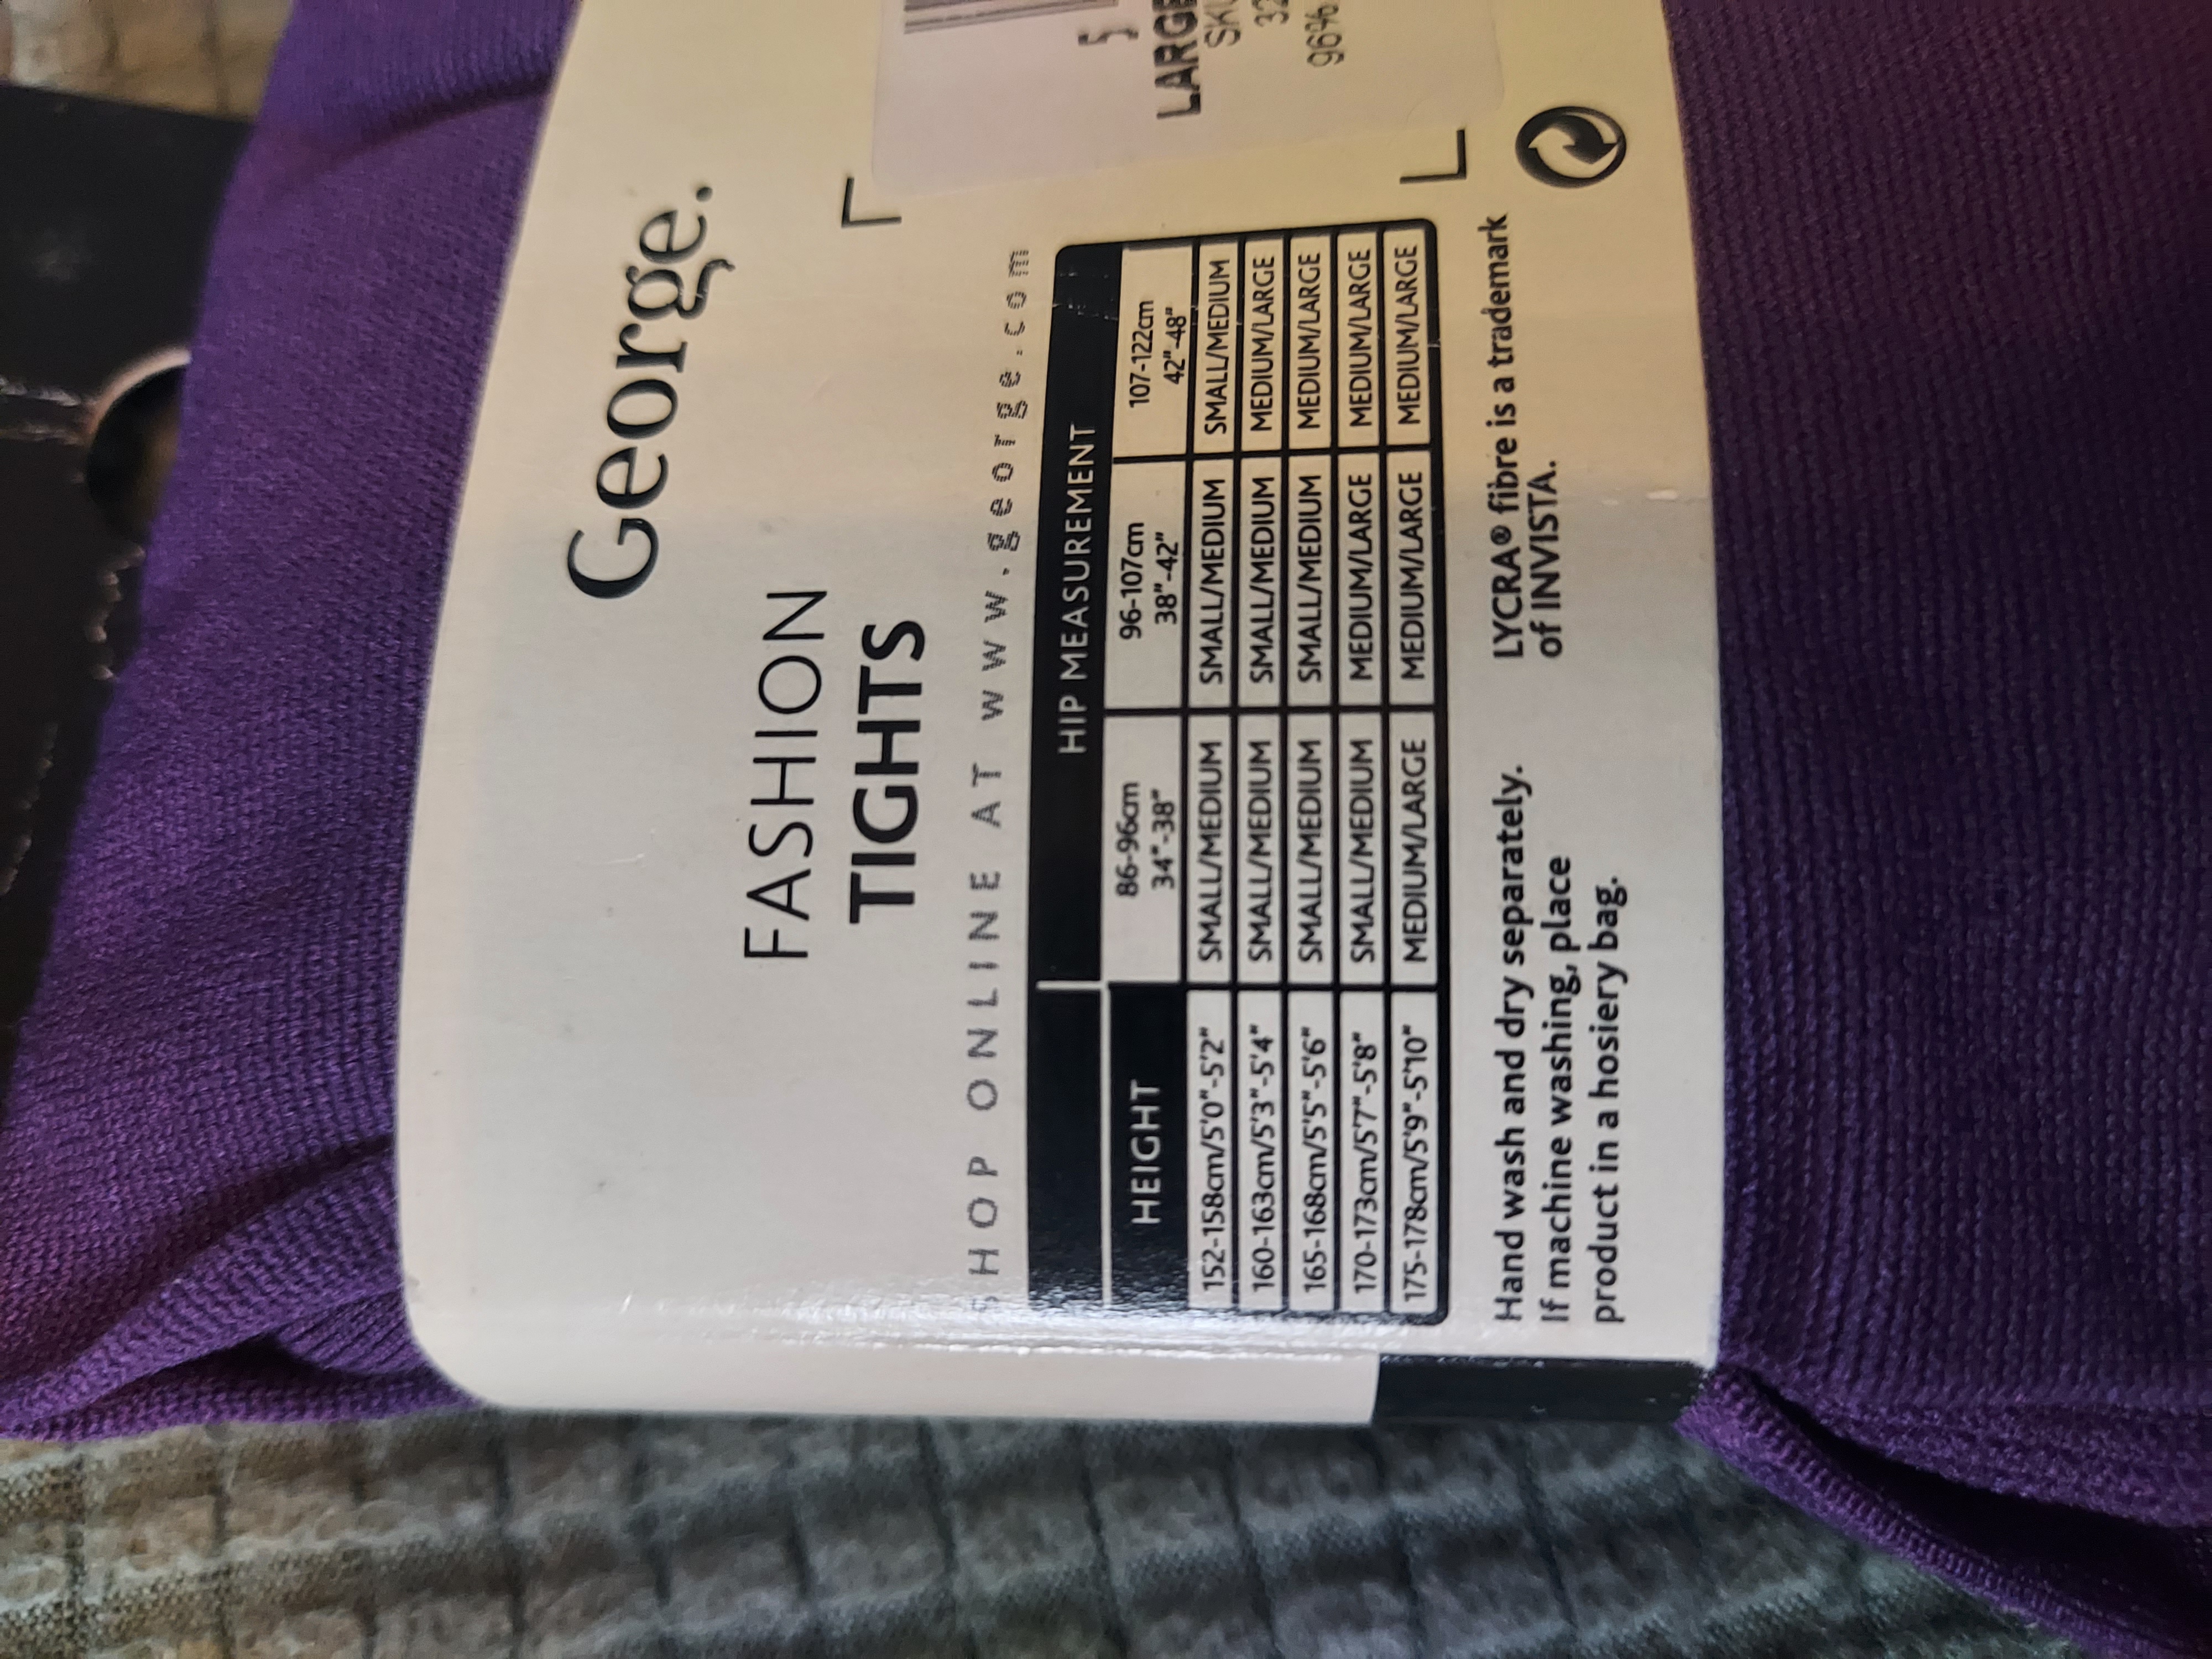 George.
FASHION
TIGHTS
SHOP ONLINE AT www.george.com
HIP MEASUREMENT
HEIGHT 86-96cm 34"-38" 96-107cm 38"-42" 107-122cm 42"-48"
152-158cm/5'0"-5'2" SMALL/MEDIUM SMALL/MEDIUM SMALL/MEDIUM
160-163cm/5'3"-5'4" SMALL/MEDIUM SMALL/MEDIUM MEDIUM/LARGE
165-168cm/5'5"-5'6" SMALL/MEDIUM SMALL/MEDIUM MEDIUM/LARGE
170-173cm/5'7"-5'8" SMALL/MEDIUM MEDIUM/LARGE MEDIUM/LARGE
175-178cm/5'9"-5'10" MEDIUM/LARGE MEDIUM/LARGE MEDIUM/LARGE
Hand wash and dry separately.
If machine washing, place
product in a hosiery bag.
LYCRA® fibre is a trademark
of INVISTA.
5
LARGE
SKU
96%